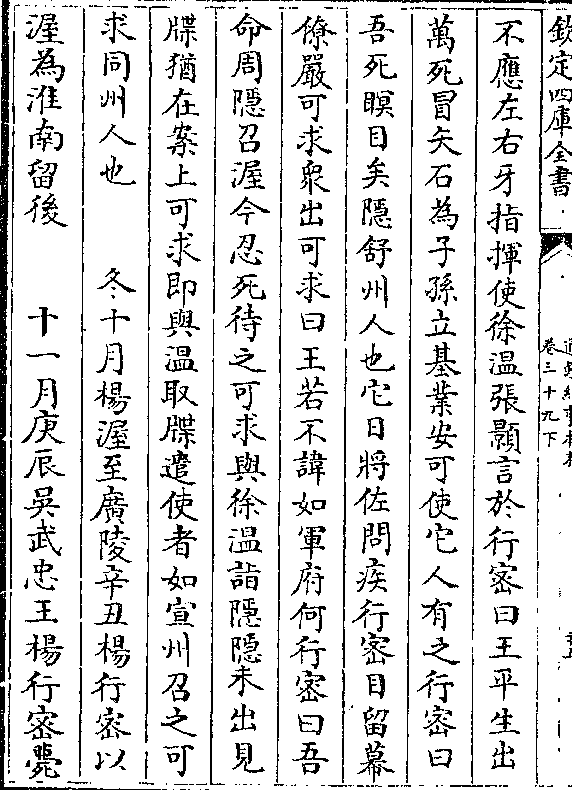 欽定四庫全書
卷三十九下
不應左右牙指揮使徐溫張顥言於行密曰王平生出
萬死冒矢石為子孫立基業安可使它人有之行密曰
吾死瞑目矣隱舒州人也它日將佐問疾行密目留幕
僚嚴可求衆出可求曰王若不諱如軍府何行密曰吾
命周隱召渥今忍死待之可求與徐溫詣隱隱未出見
牒猶在案上可求即與溫取牒遣使者如宣州召之可
求同州人也　　冬十月楊渥至廣陵辛丑楊行密以
渥為淮南留後　　十一月庚辰吳武忠王楊行密薨